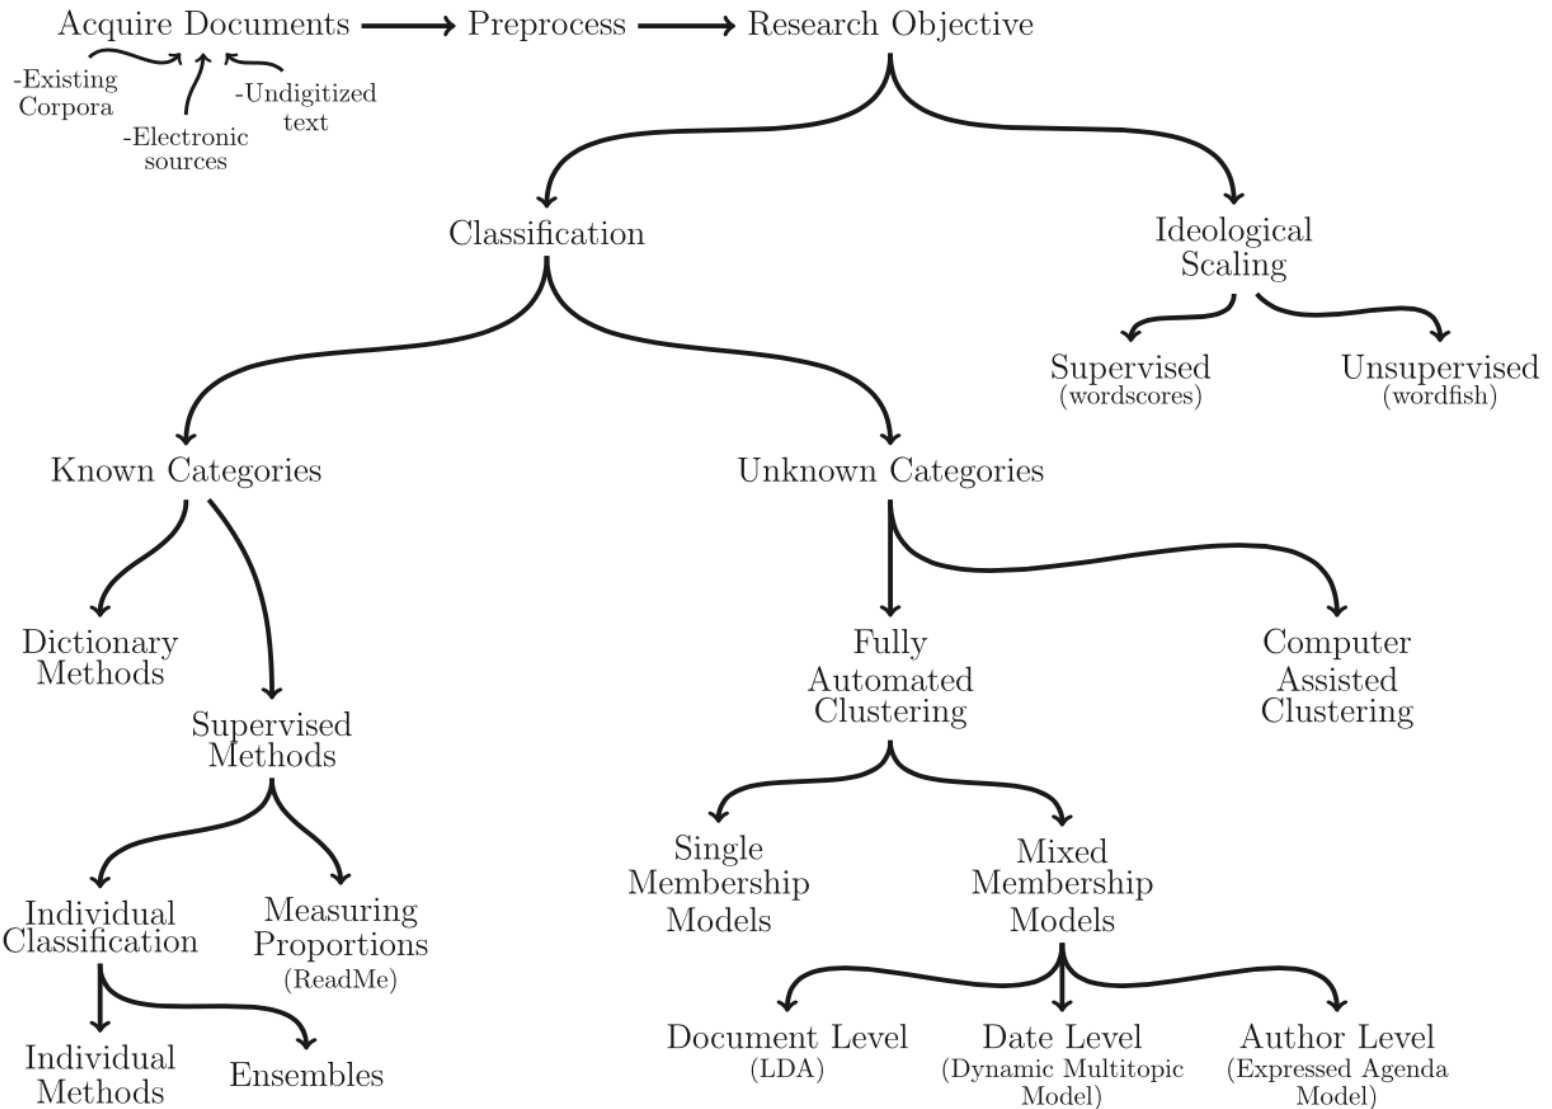 Acquire Documents
Preprocess
Research Objective
-Existing
Corpora
-Electronic
sources
-Undigitized
text
Classification
Ideological
Scaling
Supervised
(wordscores)
Unsupervised
(wordfish)
Known Categories
Unknown Categories
Dictionary
Methods
Supervised
Methods
Fully
Automated
Clustering
Computer
Assisted
Clustering
Individual
Classification
Measuring
Proportions
(ReadMe)
Single
Membership
Models
Mixed
Membership
Models
Individual
Methods
Ensembles
Document Level
(LDA)
Date Level
(Dynamic Multitopic
Model)
Author Level
(Expressed Agenda
Model)